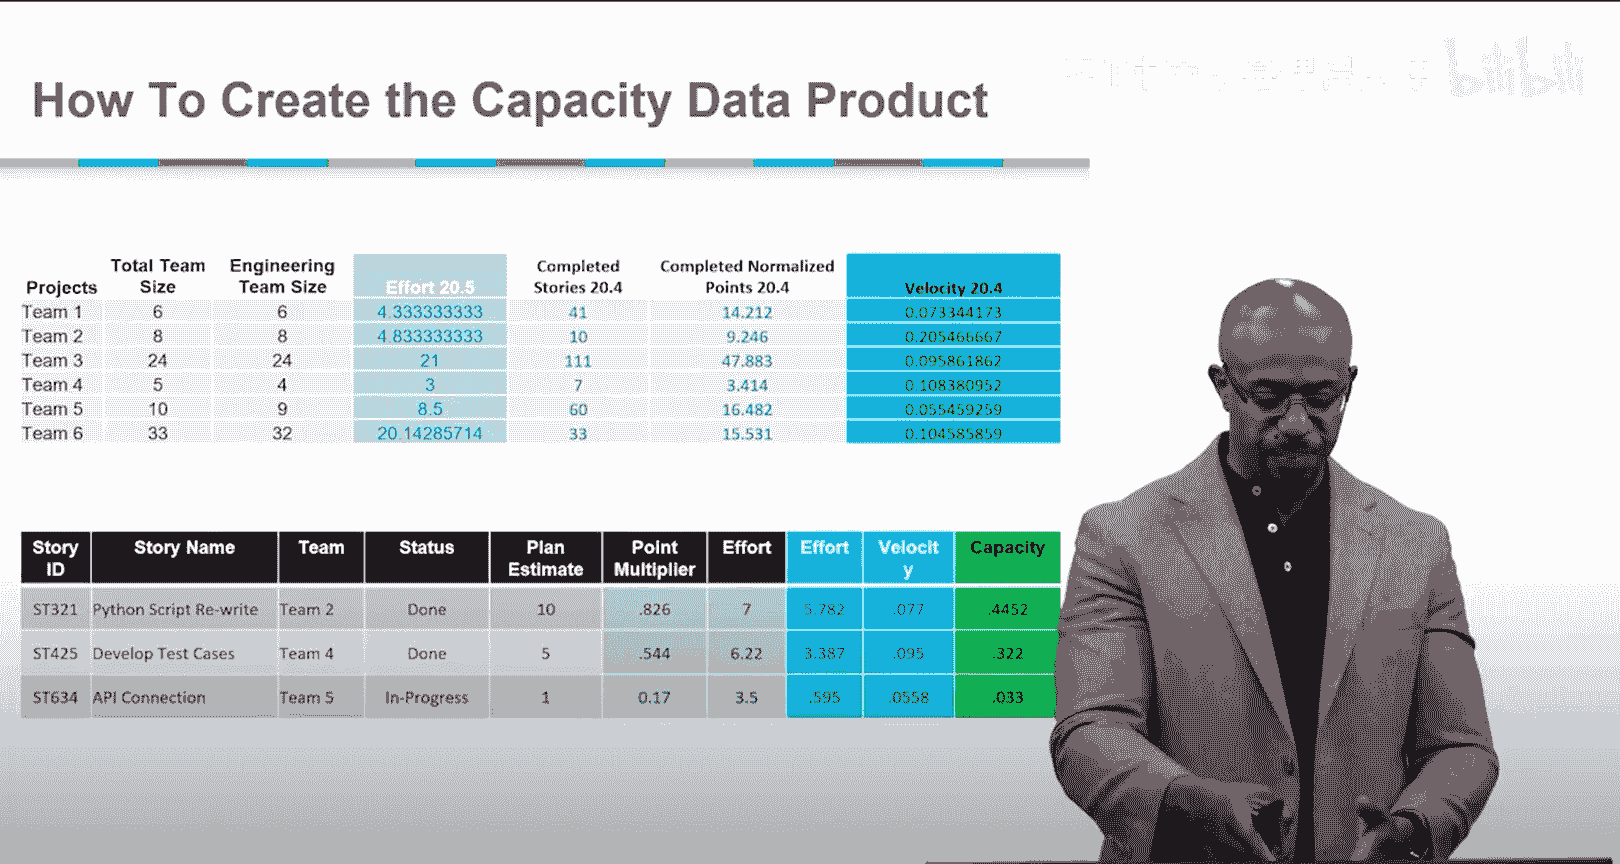 bilibili
How To Create the Capacity Data Product
Projects Total Team Size Engineering Team Size Effort 20.5 Completed Stories 20.4 Completed Normalized Points 20.4 Velocity 20.4
Team 1 6 6 4.333333333 41 14.212 0.073344173
Team 2 8 8 4.833333333 10 9.246 0.205466667
Team 3 24 24 21 111 47.883 0.095861862
Team 4 5 4 3 7 3.414 0.108380952
Team 5 10 9 8.5 60 16.482 0.055459259
Team 6 33 32 20.14285714 33 15.531 0.104585859
Story ID Story Name Team Status Plan Estimate Point Multiplier Effort Effort Velocity Capacity
ST321 Python Script Re-write Team 2 Done 10 .826 7 5.782 .077 .4452
ST425 Develop Test Cases Team 4 Done 5 .544 6.22 3.387 .095 .322
ST634 API Connection Team 5 In-Progress 1 0.17 3.5 .595 .0558 .033